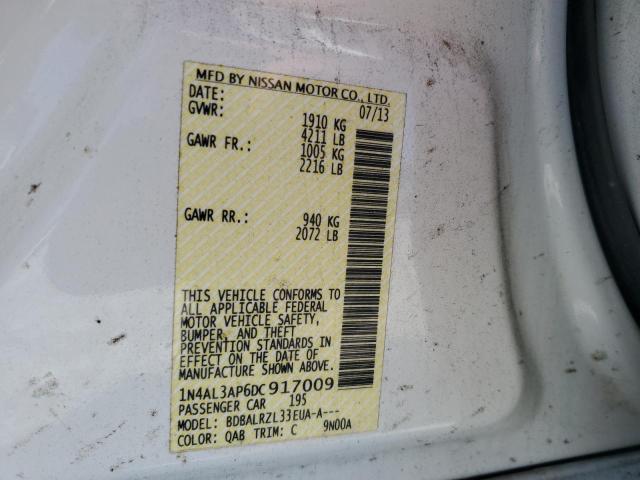 MFD BY NISSAN MOTOR CO., LTD.
DATE: 07/13
GVWR: 1910 KG
4211 LB
GAWR FR.: 1005 KG
2216 LB
GAWR RR.: 940 KG
2072 LB
THIS VEHICLE CONFORMS TO
ALL APPLICABLE FEDERAL
MOTOR VEHICLE SAFETY,
BUMPER, AND THEFT
PREVENTION STANDARDS IN
EFFECT ON THE DATE OF
MANUFACTURE SHOWN ABOVE.
1N4AL3AP6DC917009
PASSENGER CAR 195
MODEL: BDBALRZL33EUA-A---
COLOR: QAB TRIM: C 9N00A